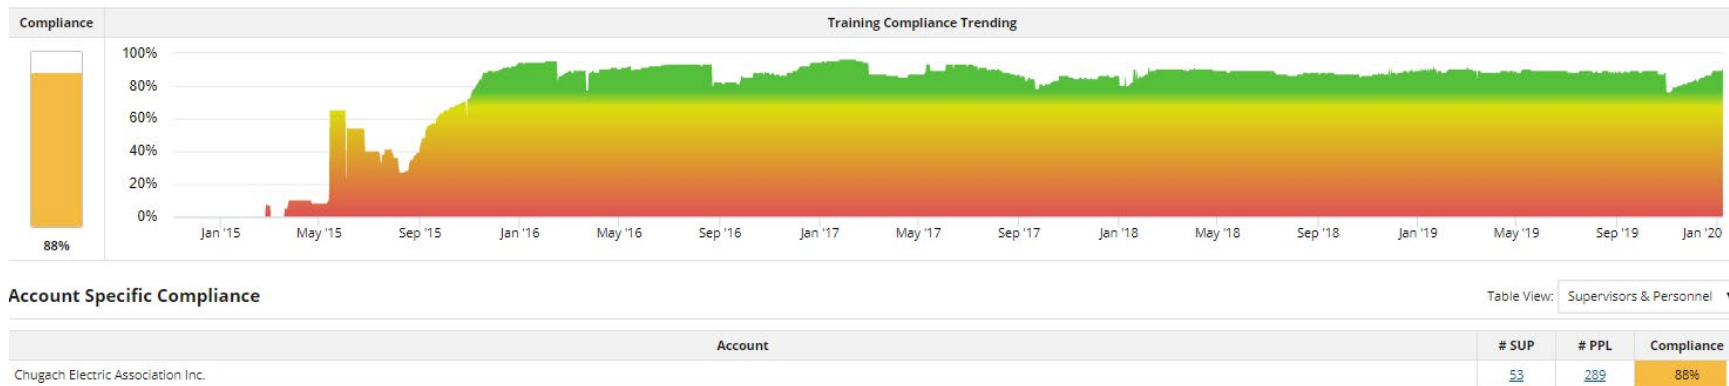 Compliance
Training Compliance Trending
100%
80%
60%
40%
20%
0%
88%
Jan '15 May '15 Sep '15 Jan '16 May '16 Sep '16 Jan '17 May '17 Sep '17 Jan '18 May '18 Sep '18 Jan '19 May '19 Sep '19 Jan '20
Account Specific Compliance
Table View: Supervisors & Personnel
Account # SUP # PPL Compliance
Chugach Electric Association Inc. 53 289 88%